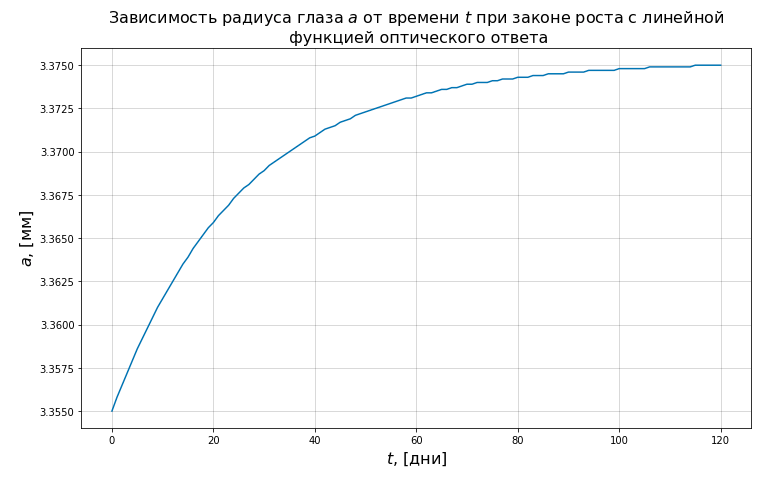 Зависимость радиуса глаза a от времени t при законе роста с линейной
функцией оптического ответа
3.3750
3.3725
3.3700
3.3675
3.3650
3.3625
3.3600
3.3575
3.3550
a, [мм]
0 20 40 60 80 100 120
t, [дни]